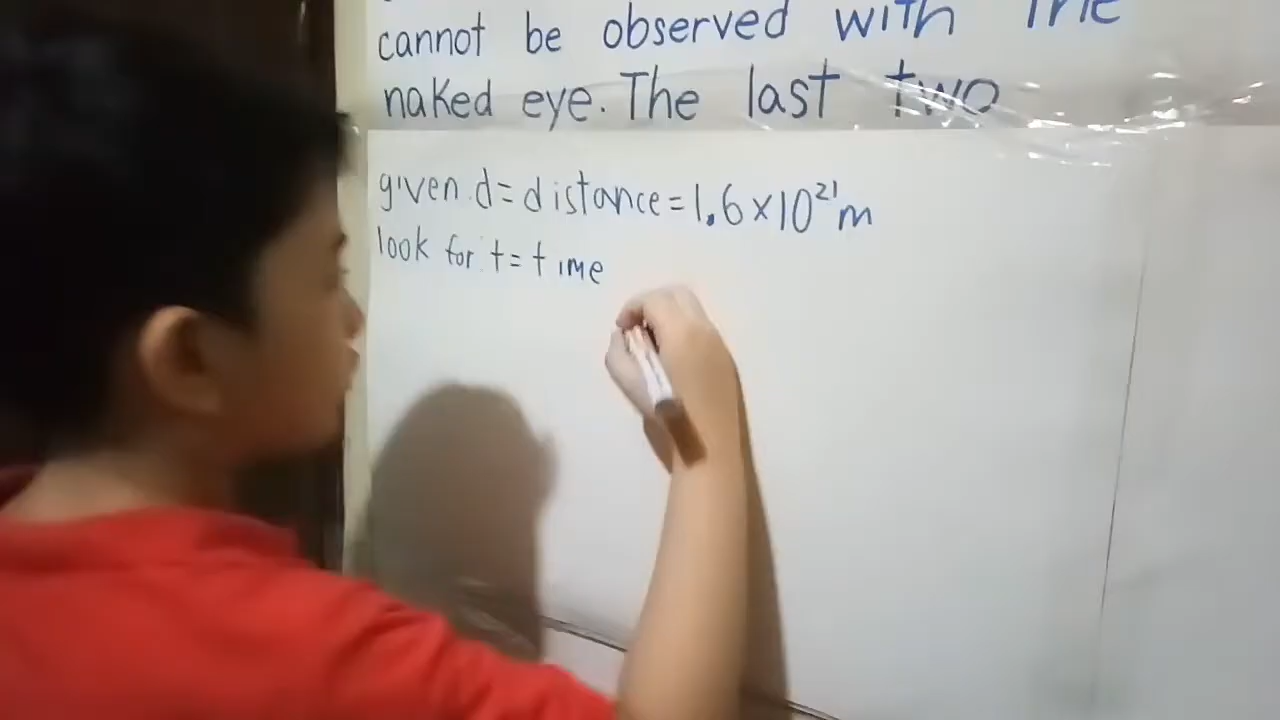 cannot be observed with the
naked eye. The last two
given d = distance = 1.6 × 10²¹ m
look for t = time